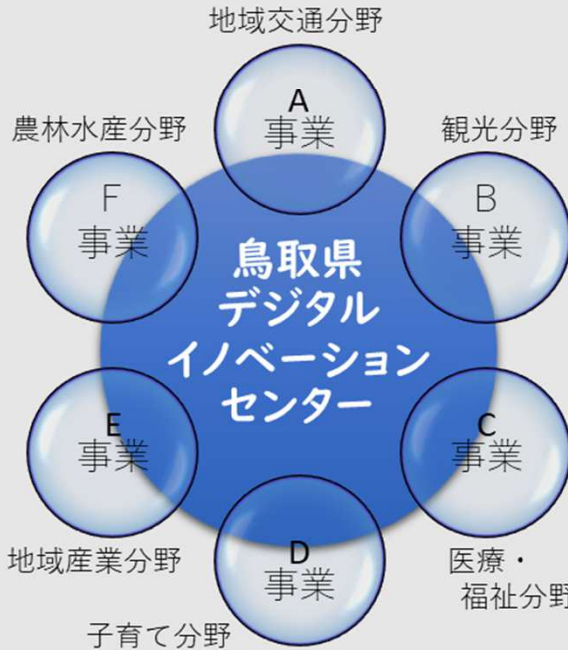 地域交通分野
A
事業
農林水産分野
F
事業
観光分野
B
事業
鳥取県
デジタル
イノベーション
センター
E
事業
地域産業分野
C
事業
医療・
福祉分野
D
事業
子育て分野